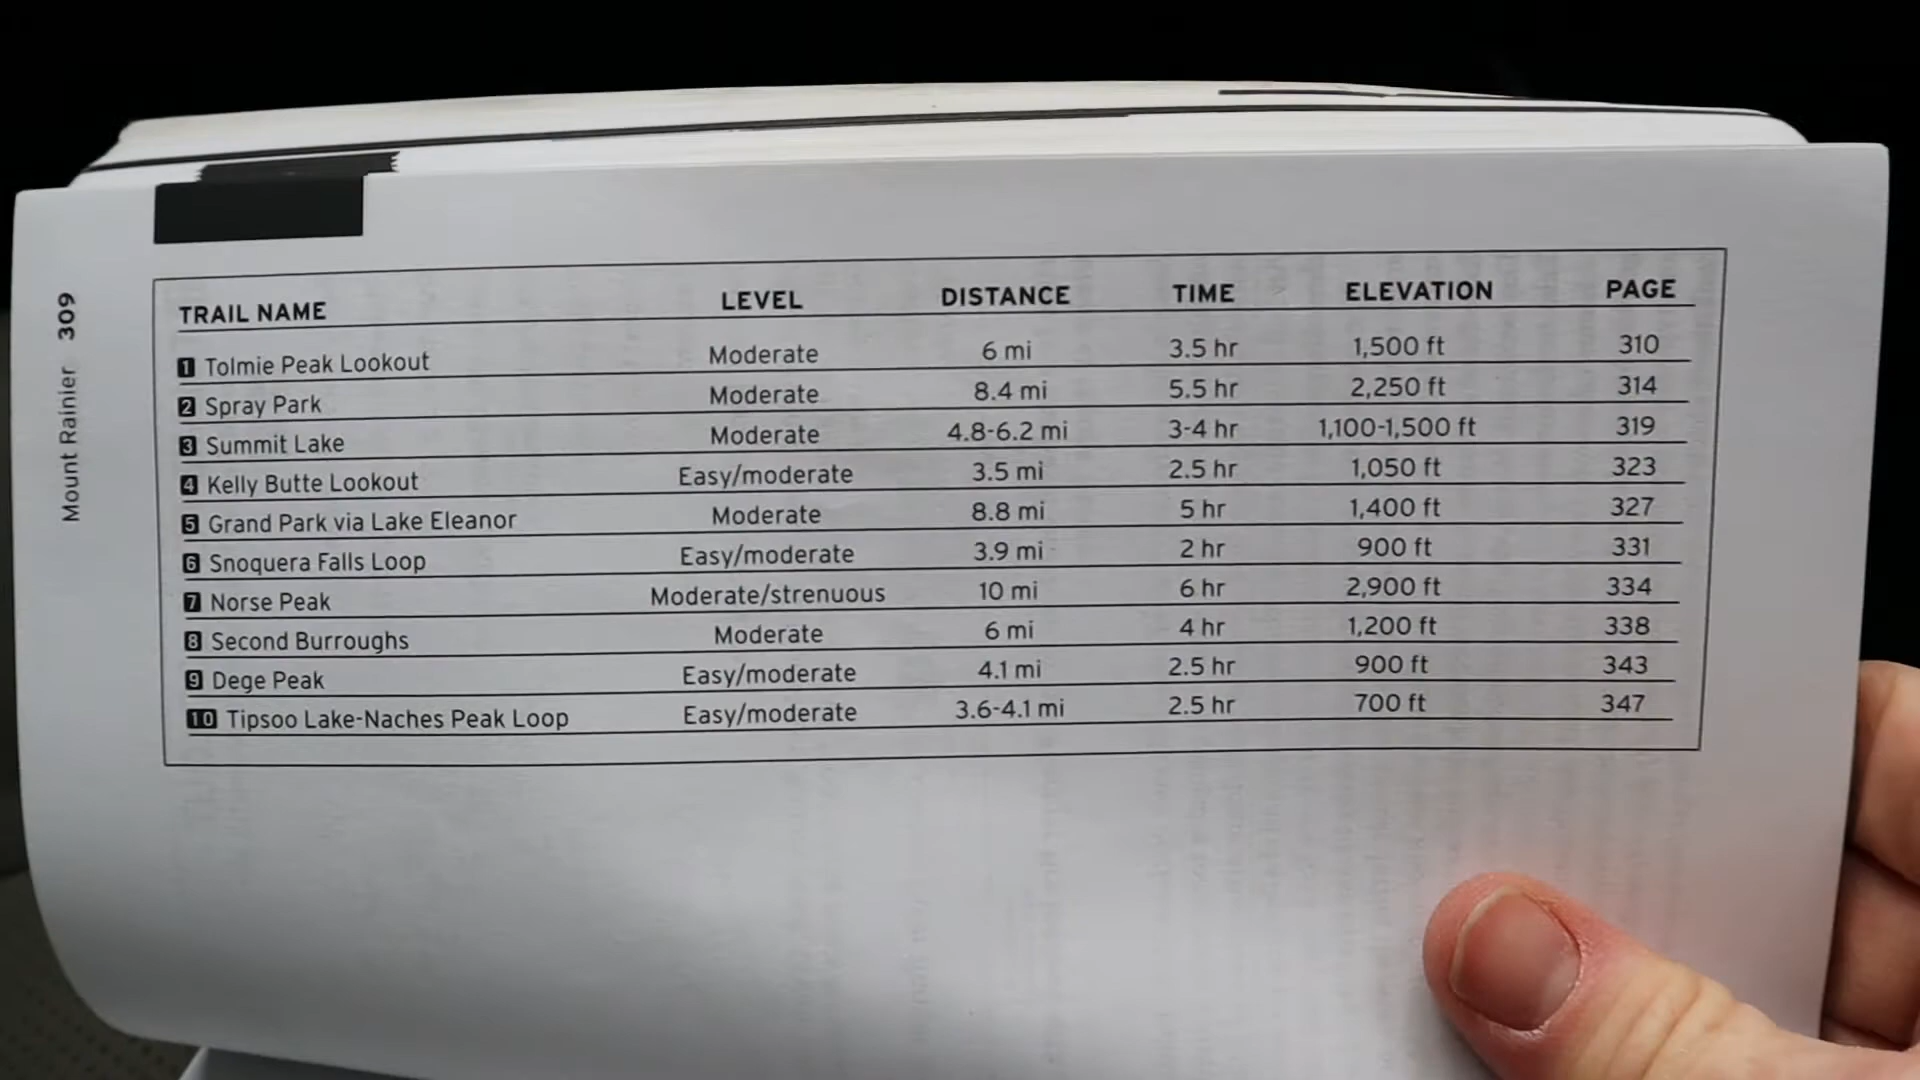 Mount Rainier 309
TRAIL NAME LEVEL DISTANCE TIME ELEVATION PAGE
1 Tolmie Peak Lookout Moderate 6 mi 3.5 hr 1,500 ft 310
2 Spray Park Moderate 8.4 mi 5.5 hr 2,250 ft 314
3 Summit Lake Moderate 4.8-6.2 mi 3-4 hr 1,100-1,500 ft 319
4 Kelly Butte Lookout Easy/moderate 3.5 mi 2.5 hr 1,050 ft 323
5 Grand Park via Lake Eleanor Moderate 8.8 mi 5 hr 1,400 ft 327
6 Snoquera Falls Loop Easy/moderate 3.9 mi 2 hr 900 ft 331
7 Norse Peak Moderate/strenuous 10 mi 6 hr 2,900 ft 334
8 Second Burroughs Moderate 6 mi 4 hr 1,200 ft 338
9 Dege Peak Easy/moderate 4.1 mi 2.5 hr 900 ft 343
10 Tipsoo Lake-Naches Peak Loop Easy/moderate 3.6-4.1 mi 2.5 hr 700 ft 347